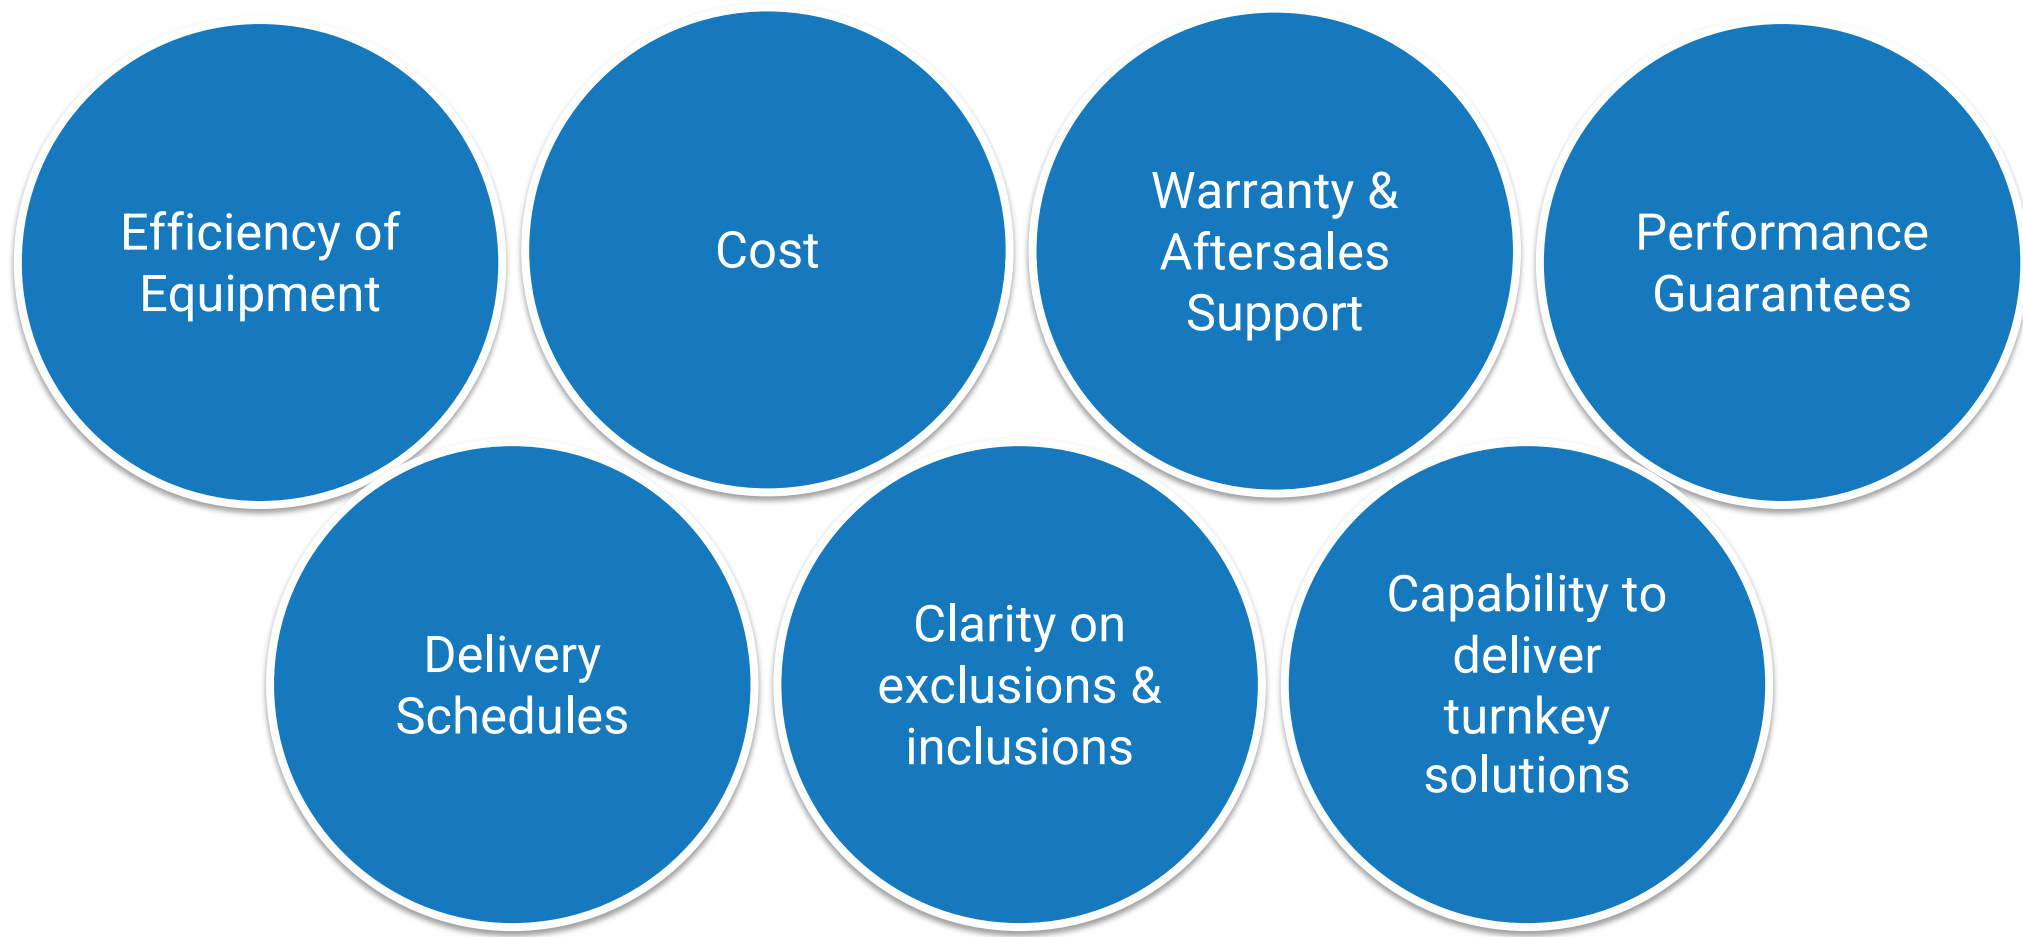 Efficiency of
Equipment
Cost
Warranty &
Aftersales
Support
Performance
Guarantees
Delivery
Schedules
Clarity on
exclusions &
inclusions
Capability to
deliver
turnkey
solutions